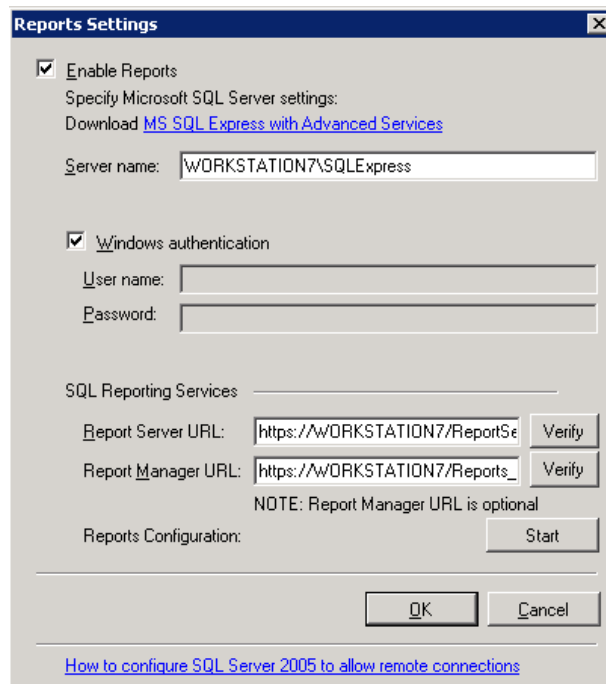 Reports Settings
Enable Reports
Specify Microsoft SQL Server settings:
Download MS SQL Express with Advanced Services
Server name: WORKSTATION7\SQLExpress
Windows authentication
User name:
Password:
SQL Reporting Services
Report Server URL: https://WORKSTATION7/ReportSe Verify
Report Manager URL: https://WORKSTATION7/Reports_ Verify
NOTE: Report Manager URL is optional
Reports Configuration: Start
OK Cancel
How to configure SQL Server 2005 to allow remote connections